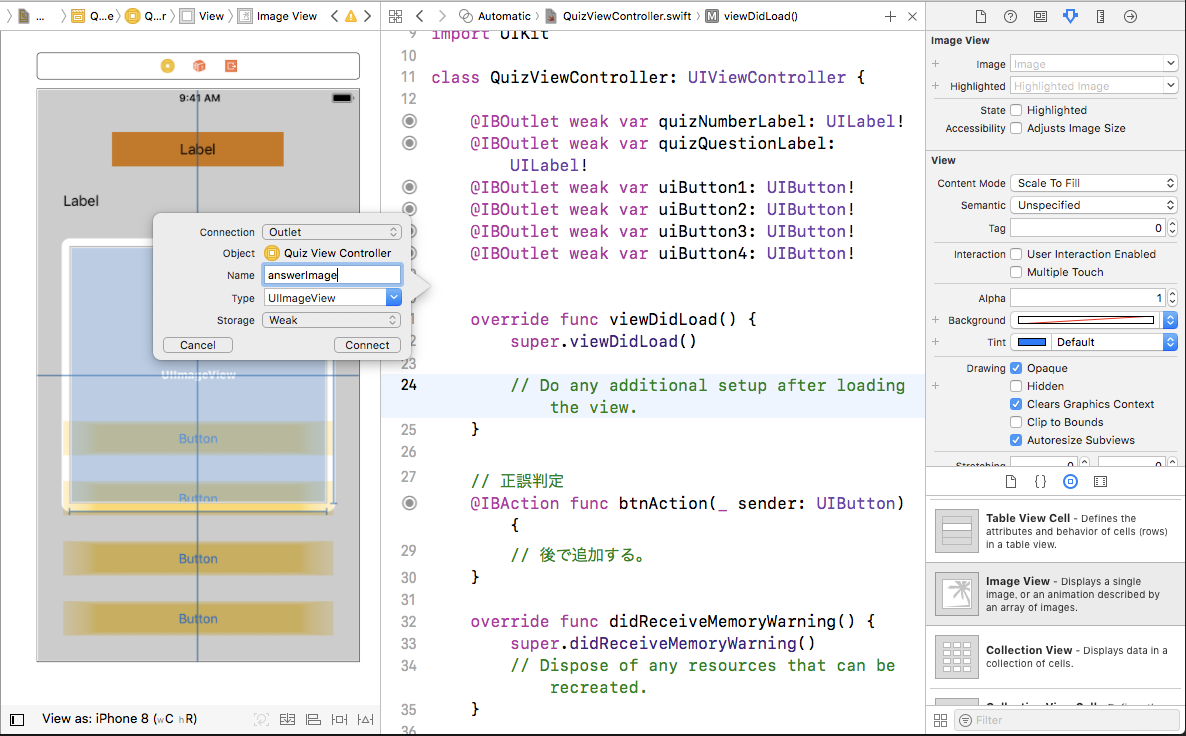 ... Q...e Q...r View Image View
Automatic QuizViewController.swift M viewDidLoad()
9:41 AM
Label
Label
Connection Outlet
Object Quiz View Controller
Name answerImage
Type UIImageView
Storage Weak
Cancel Connect
UIImageView
Button
Button
Button
Button
View as: iPhone 8 (wC hR)
9 import UIKit
10
11 class QuizViewController: UIViewController {
12
@IBOutlet weak var quizNumberLabel: UILabel!
@IBOutlet weak var quizQuestionLabel:
UILabel!
@IBOutlet weak var uiButton1: UIButton!
@IBOutlet weak var uiButton2: UIButton!
@IBOutlet weak var uiButton3: UIButton!
@IBOutlet weak var uiButton4: UIButton!
override func viewDidLoad() {
super.viewDidLoad()
23
24 // Do any additional setup after loading
the view.
25 }
26
27 // 正誤判定
@IBAction func btnAction(_ sender: UIButton)
{
29 // 後で追加する。
30 }
31
32 override func didReceiveMemoryWarning() {
33 super.didReceiveMemoryWarning()
34 // Dispose of any resources that can be
recreated.
35 }
36
Image View
Image Image
Highlighted Highlighted Image
State Highlighted
Accessibility Adjusts Image Size
View
Content Mode Scale To Fill
Semantic Unspecified
Tag 0
Interaction User Interaction Enabled
Multiple Touch
Alpha 1
Background
Tint Default
Drawing Opaque
Hidden
Clears Graphics Context
Clip to Bounds
Autoresize Subviews
Stretching 0 0
{}
Table View Cell - Defines the
attributes and behavior of cells (rows)
in a table view.
Image View - Displays a single
image, or an animation described by
an array of images.
Collection View - Displays data in a
collection of cells.
Filter